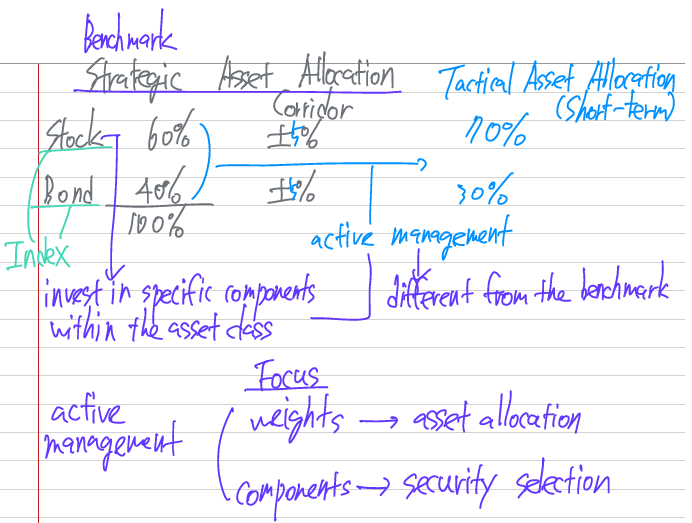 Benchmark
Strategic Asset Allocation
Tactical Asset Allocation
Corridor
(Short-term)
Stock 60% ±5% 70%
Bond 40% ±5% 30%
100%
active management
Index
invest in specific components
within the asset class
different from the benchmark
Focus
active
management
weights → asset allocation
components → security selection